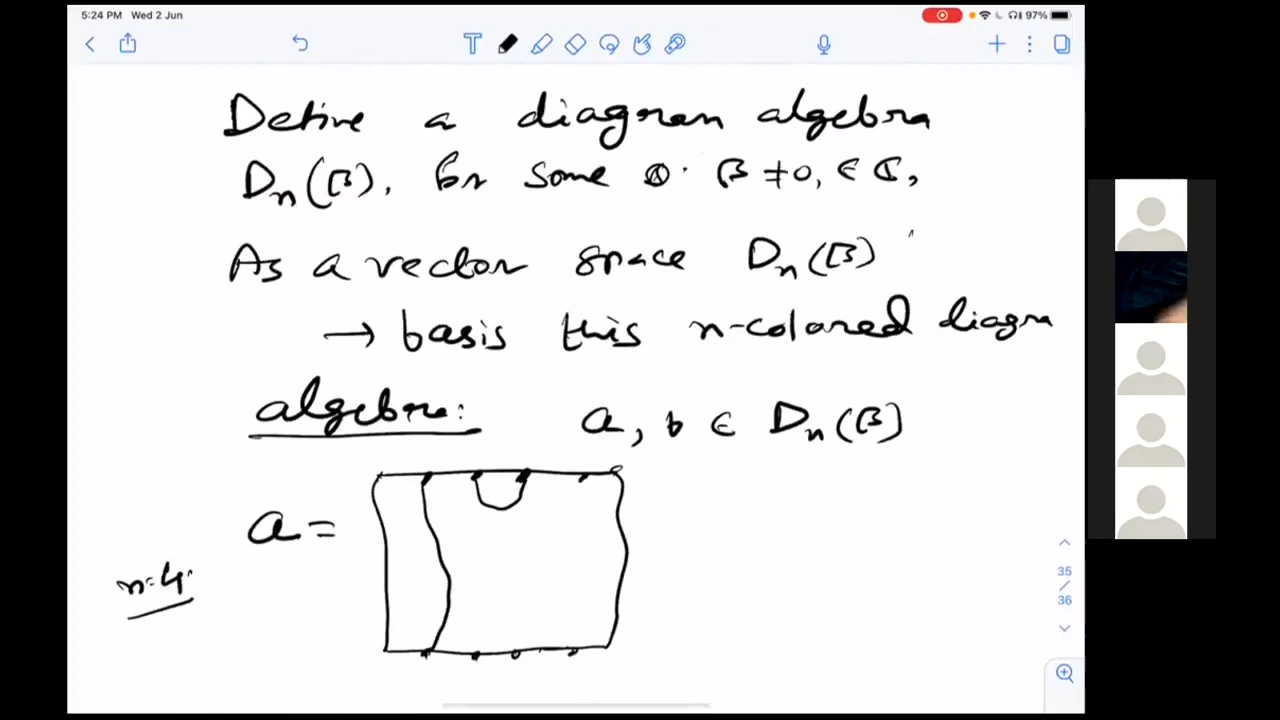 5:24 PM Wed 2 Jun 97%
T
Define a diagram algebra
Dn(β), for some β ≠ 0, ∈ ℂ,
As a vector space Dn(β)
→ basis this n-colored diagra
algebra: a, b ∈ Dn(β)
a =
n=4.
35
/
36